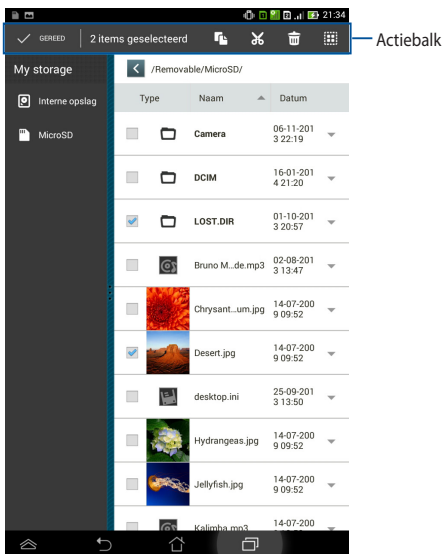 21:34
GEREED 2 items geselecteerd
Actiebalk
My storage
Interne opslag
MicroSD
/Removable/MicroSD/
Type Naam Datum
Camera
06-11-201
3 22:19
DCIM
16-01-201
4 21:20
LOST.DIR
01-10-201
3 20:57
Bruno M...de.mp3
02-08-201
3 13:47
Chrysant...um.jpg
14-07-200
9 09:52
Desert.jpg
14-07-200
9 09:52
desktop.ini
25-09-201
3 13:50
Hydrangeas.jpg
14-07-200
9 09:52
Jellyfish.jpg
14-07-200
9 09:52
Kalimba.mp3
14-07-200